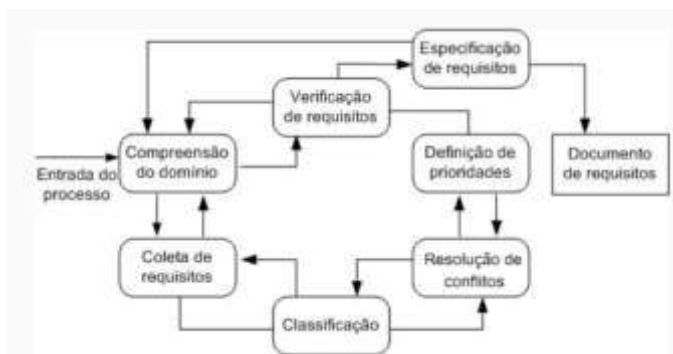 Especificação
de requisitos
Verificação
de requisitos
Compreensão
do domínio
Definição de
prioridades
Documento
de requisitos
Entrada do
processo
Coleta de
requisitos
Resolução de
conflitos
Classificação